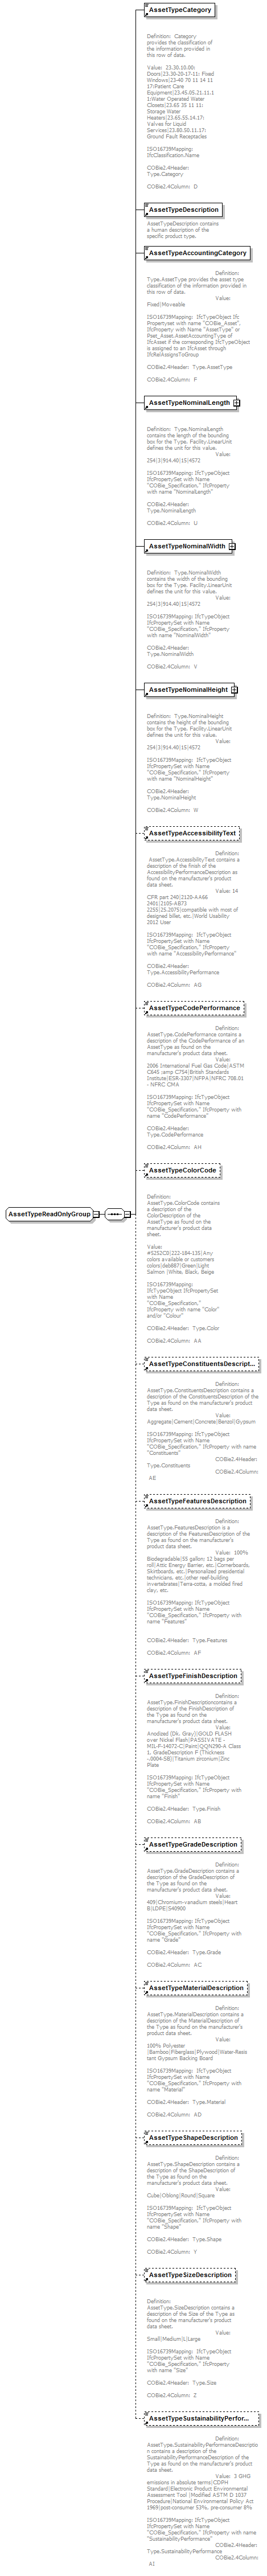 AssetTypeCategory
Definition: Category
provides the classification of
the information provided in
this row of data.
Value: 23.30.10.00:
Doors|23.30-20-17-11: Fixed
Windows|23-40 70 11 14 11
17:Patient Care
Equipment|23.45.05.21.11.1
1:Water Operated Water
Closets|23.65 35 11 11:
Storage Water
Heaters|23.65.55.14.17:
Valves for Liquid
Services|23.80.50.11.17:
Ground Fault Receptacles
ISO16739Mapping:
IfcClassification.Name
COBie2.4Header:
Type.Category
COBie2.4Column: D
AssetTypeDescription
AssetTypeDescription contains
a human description of the
specific product type.
AssetTypeAccountingCategory
Definition:
Type.AssetType provides the asset type
classification of the information provided in
this row of data.
Value:
Fixed|Moveable
ISO16739Mapping: IfcTypeObject Ifc
Propertyset with name "COBie_Asset",
IfcProperty with Name "AssetType" or
Pset_Asset.AssetAccountingType of
IfcAsset if the corresponding IfcTypeObject
is assigned to an IfcAsset through
IfcRelAssignsToGroup
COBie2.4Header: Type.AssetType
COBie2.4Column: F
AssetTypeNominalLength
Definition: Type.NominalLength
contains the length of the bounding
box for the Type. Facility.LinearUnit
defines the unit for this value.
Value:
254|3|914.40|15|4572
ISO16739Mapping: IfcTypeObject
IfcPropertySet with Name
"COBie_Specification," IfcProperty
with name "NominalLength"
COBie2.4Header:
Type.NominalLength
COBie2.4Column: U
AssetTypeNominalWidth
Definition: Type.NominalWidth
contains the width of the bounding
box for the Type. Facility.LinearUnit
defines the unit for this value.
Value:
254|3|914.40|15|4572
ISO16739Mapping: IfcTypeObject
IfcPropertySet with Name
"COBie_Specification," IfcProperty
with name "NominalWidth"
COBie2.4Header:
Type.NominalWidth
COBie2.4Column: V
AssetTypeNominalHeight
Definition: Type.NominalHeight
contains the height of the bounding
box for the Type. Facility.LinearUnit
defines the unit for this value.
Value:
254|3|914.40|15|4572
ISO16739Mapping: IfcTypeObject
IfcPropertySet with Name
"COBie_Specification," IfcProperty
with name "NominalHeight"
COBie2.4Header:
Type.NominalHeight
COBie2.4Column: W
AssetTypeAccessibilityText
Definition:
AssetType.AccessibilityText contains a
description of the finish of the
AccessibilityPerformanceDescription as
found on the manufacturer's product
data sheet.
Value: 14
CFR part 240|2120-AA66
2401|2105-AB73
2255|25.2075|compatible with most of
designed billet, etc.|World Usability
2012 User
ISO16739Mapping: IfcTypeObject
IfcPropertySet with Name
"COBie_Specification," IfcProperty
with name "AccessibilityPerformance"
COBie2.4Header:
Type.AccessibilityPerformance
COBie2.4Column: AG
AssetTypeCodePerformance
Definition:
AssetType.CodePerformance contains a
description of the CodePerformance of an
AssetType as found on the
manufacturer's product data sheet.
Value:
2006 International Fuel Gas Code|ASTM
C645 ;amp C754|British Standards
Institute|ESR-3307|NFPA|NFRC 708.01
- NFRC CMA
ISO16739Mapping: IfcTypeObject
IfcPropertySet with Name
"COBie_Specification," IfcProperty with
name "CodePerformance"
COBie2.4Header:
Type.CodePerformance
COBie2.4Column: AH
AssetTypeColorCode
AssetTypeReadOnlyGroup
Definition:
AssetType.ColorCode contains
a description of the
ColorDescription of the
AssetType as found on the
manufacturer's product data
sheet.
Value:
#5252C8|222-184-135|Any
colors available or customers
colors|deb887|Green|Light
Salmon |White, Black, Beige
ISO16739Mapping:
IfcTypeObject IfcPropertySet
with Name
"COBie_Specification,"
IfcProperty with name "Color"
and/or "Colour"
COBie2.4Header: Type.Color
COBie2.4Column: AA
AssetTypeConstituentsDescript...
Definition:
AssetType.ConstituentsDescription contains a
description of the ConstituentsDescription of the
Type as found on the manufacturer's product
data sheet.
Value:
Aggregate|Cement|Concrete|Benzol|Gypsum
ISO16739Mapping: IfcTypeObject
IfcPropertySet with Name
"COBie_Specification," IfcProperty with name
"Constituents"
COBie2.4Header:
Type.Constituents
COBie2.4Column:
AE
AssetTypeFeaturesDescription
Definition:
AssetType.FeaturesDescription is a
description of the FeaturesDescription of the
Type as found on the manufacturer's
product data sheet.
Value: 100%
Biodegradable|55 gallon; 12 bags per
roll|Attic Energy Barrier, etc.|Cornerboards,
Skirtboards, etc.|Personalized presidential
technicians, etc.|other reef-building
invertebrates|Terra-cotta, a molded fired
clay, etc.
ISO16739Mapping: IfcTypeObject
IfcPropertySet with Name
"COBie_Specification," IfcProperty with name
"Features"
COBie2.4Header: Type.Features
COBie2.4Column: AF
AssetTypeFinishDescription
Definition:
AssetType.FinishDescriptioncontains a
description of the FinishDescription of
the Type as found on the
manufacturer's product data sheet.
Value:
Anodized (Dk. Gray)|GOLD FLASH
over Nickel Flash|PASSIVATE -
MIL-F-14072-C|Paint|QQN290-A Class
1, GradeDescription F (Thickness
-.0004-SB)|Titanium zirconium|Zinc
Plate
ISO16739Mapping: IfcTypeObject
IfcPropertySet with Name
"COBie_Specification," IfcProperty with
name "Finish"
COBie2.4Header: Type.Finish
COBie2.4Column: AB
AssetTypeGradeDescription
Definition:
AssetType.GradeDescription contains a
description of the GradeDescription of
the Type as found on the
manufacturer's product data sheet.
Value:
409|Chromium-vanadium steels|Heart
B|LDPE|S40900
ISO16739Mapping: IfcTypeObject
IfcPropertySet with Name
"COBie_Specification," IfcProperty with
name "Grade"
COBie2.4Header: Type.Grade
COBie2.4Column: AC
AssetTypeMaterialDescription
Definition:
AssetType.MaterialDescription contains a
description of the MaterialDescription of
the Type as found on the manufacturer's
product data sheet.
Value:
100% Polyester
|Bamboo|Fiberglass|Plywood|Water-Resis
tant Gypsum Backing Board
ISO16739Mapping: IfcTypeObject
IfcPropertySet with Name
"COBie_Specification," IfcProperty with
name "Material"
COBie2.4Header: Type.Material
COBie2.4Column: AD
AssetTypeShapeDescription
Definition:
AssetType.ShapeDescription contains a
description of the ShapeDescription of
the Type as found on the
manufacturer's product data sheet.
Value:
Cube|Oblong|Round|Square
ISO16739Mapping: IfcTypeObject
IfcPropertySet with Name
"COBie_Specification," IfcProperty with
name "Shape"
COBie2.4Header: Type.Shape
COBie2.4Column: Y
AssetTypeSizeDescription
Definition:
AssetType.SizeDescription contains a
description of the Size of the Type as
found on the manufacturer's product
data sheet.
Value:
Small|Medium|L|Large
ISO16739Mapping: IfcTypeObject
IfcPropertySet with Name
"COBie_Specification," IfcProperty
with name "Size"
COBie2.4Header: Type.Size
COBie2.4Column: Z
AssetTypeSustainabilityPerfor...
Definition:
AssetType.SustainabilityPerformanceDescriptio
n contains a description of the
SustainabilityPerformanceDescription of the
Type as found on the manufacturer's product
data sheet.
Value: 3 GHG
emissions in absolute terms|CDPH
Standard|Electronic Product Environmental
Assessment Tool |Modified ASTM D 1037
Procedure|National Environmental Policy Act
1969|post-consumer 53%, pre-consumer 8%
ISO16739Mapping: IfcTypeObject
IfcPropertySet with Name
"COBie_Specification," IfcProperty with name
"SustainabilityPerformance"
COBie2.4Header:
Type.SustainabilityPerformance
COBie2.4Column:
AI